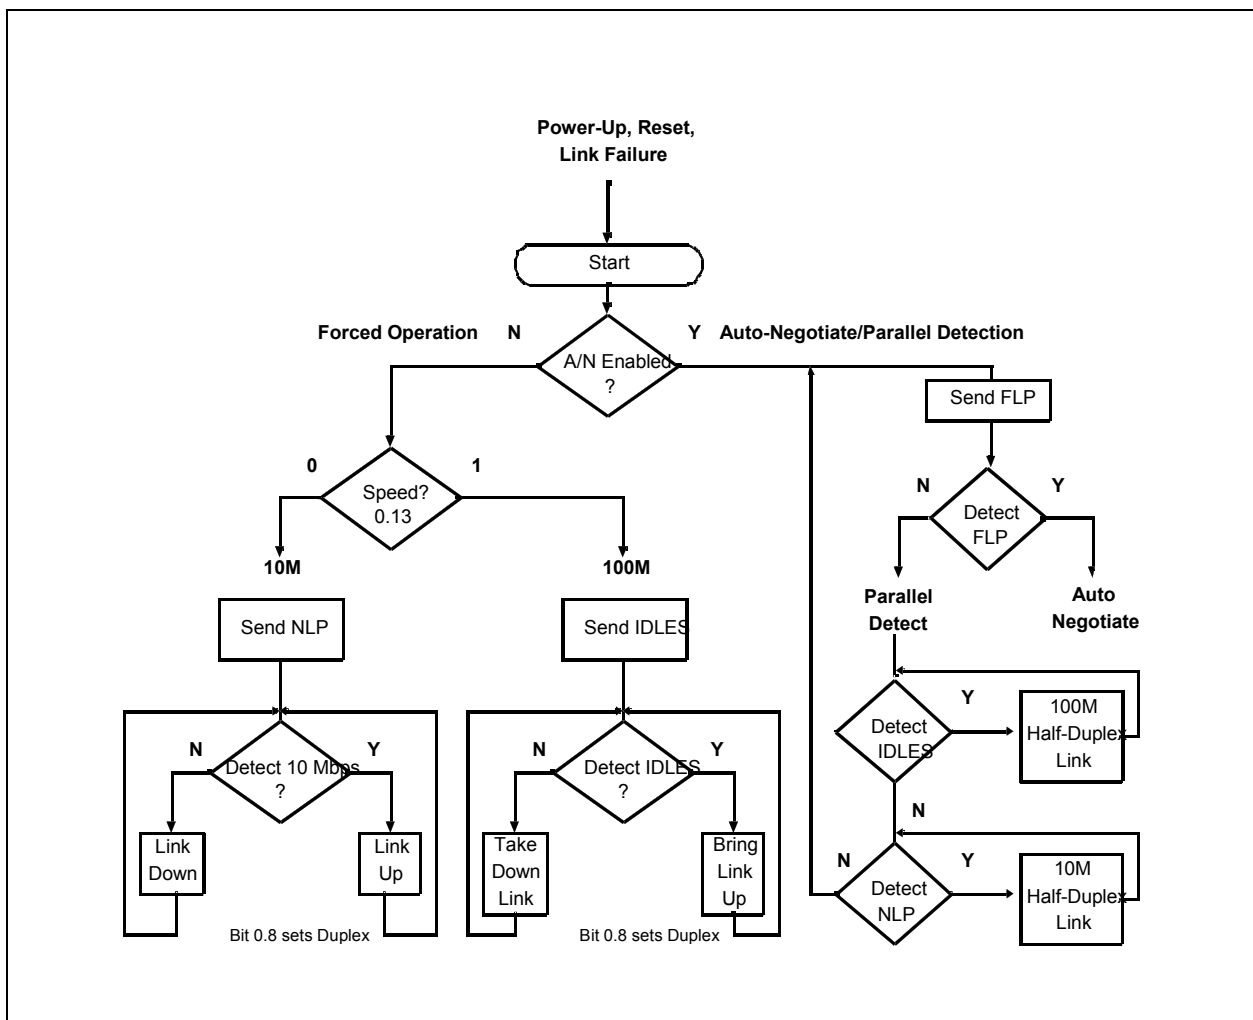 Power-Up, Reset,
Link Failure
Start
Forced Operation N
Y Auto-Negotiate/Parallel Detection
A/N Enabled
?
Send FLP
0
1
Speed?
0.13
N
Y
Detect
FLP
10M
100M
Parallel
Detect
Auto
Negotiate
Send NLP
Send IDLES
N
Y
Detect 10 Mbps
?
N
Y
Detect IDLES
?
Y
Detect
IDLES
100M
Half-Duplex
Link
N
Link
Down
Link
Up
Take
Down
Link
Bring
Link
Up
N
Y
Detect
NLP
10M
Half-Duplex
Link
Bit 0.8 sets Duplex
Bit 0.8 sets Duplex